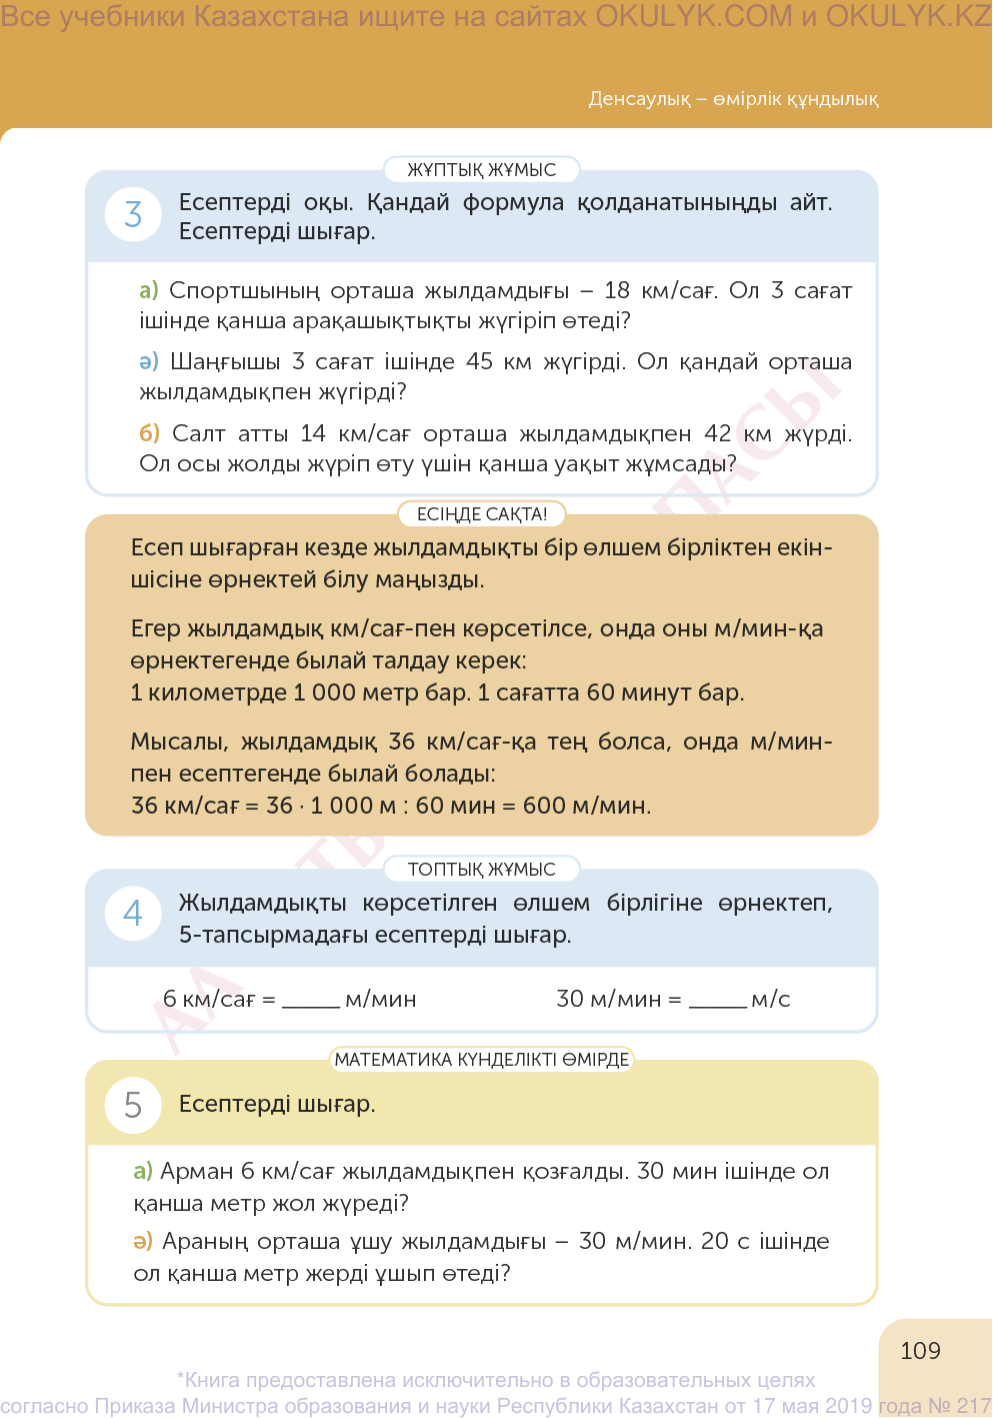 Все учебники Казахстана ищите на сайтах OKULYK.COM и OKULYK.KZ
Денсаулық – өмірлік құндылық
ЖҰПТЫҚ ЖҰМЫС
3
Есептерді оқы. Қандай формула қолданатыныңды айт.
Есептерді шығар.
а) Спортшының орташа жылдамдығы – 18 км/сағ. Ол 3 сағат
ішінде қанша арақашықтықты жүгіріп өтеді?
ә) Шаңғышы 3 сағат ішінде 45 км жүгірді. Ол қандай орташа
жылдамдықпен жүгірді?
б) Салт атты 14 км/сағ орташа жылдамдықпен 42 км жүрді.
Ол осы жолды жүріп өту үшін қанша уақыт жұмсады?
ЕСІҢДЕ САҚТА!
Есеп шығарған кезде жылдамдықты бір өлшем бірліктен екін-
шісіне өрнектей білу маңызды.
Егер жылдамдық км/сағ-пен көрсетілсе, онда оны м/мин-қа
өрнектегенде былай талдау керек:
1 километрде 1 000 метр бар. 1 сағатта 60 минут бар.
Мысалы, жылдамдық 36 км/сағ-қа тең болса, онда м/мин-
пен есептегенде былай болады:
36 км/сағ = 36 · 1 000 м : 60 мин = 600 м/мин.
ТОПТЫҚ ЖҰМЫС
4
Жылдамдықты көрсетілген өлшем бірлігіне өрнектеп,
5-тапсырмадағы есептерді шығар.
6 км/сағ = _____ м/мин 30 м/мин = _____ м/с
МАТЕМАТИКА КҮНДЕЛІКТІ ӨМІРДЕ
5
Есептерді шығар.
а) Арман 6 км/сағ жылдамдықпен қозғалды. 30 мин ішінде ол
қанша метр жол жүреді?
ә) Араның орташа ұшу жылдамдығы – 30 м/мин. 20 с ішінде
ол қанша метр жерді ұшып өтеді?
109
*Книга предоставлена исключительно в образовательных целях
согласно Приказа Министра образования и науки Республики Казахстан от 17 мая 2019 года № 217